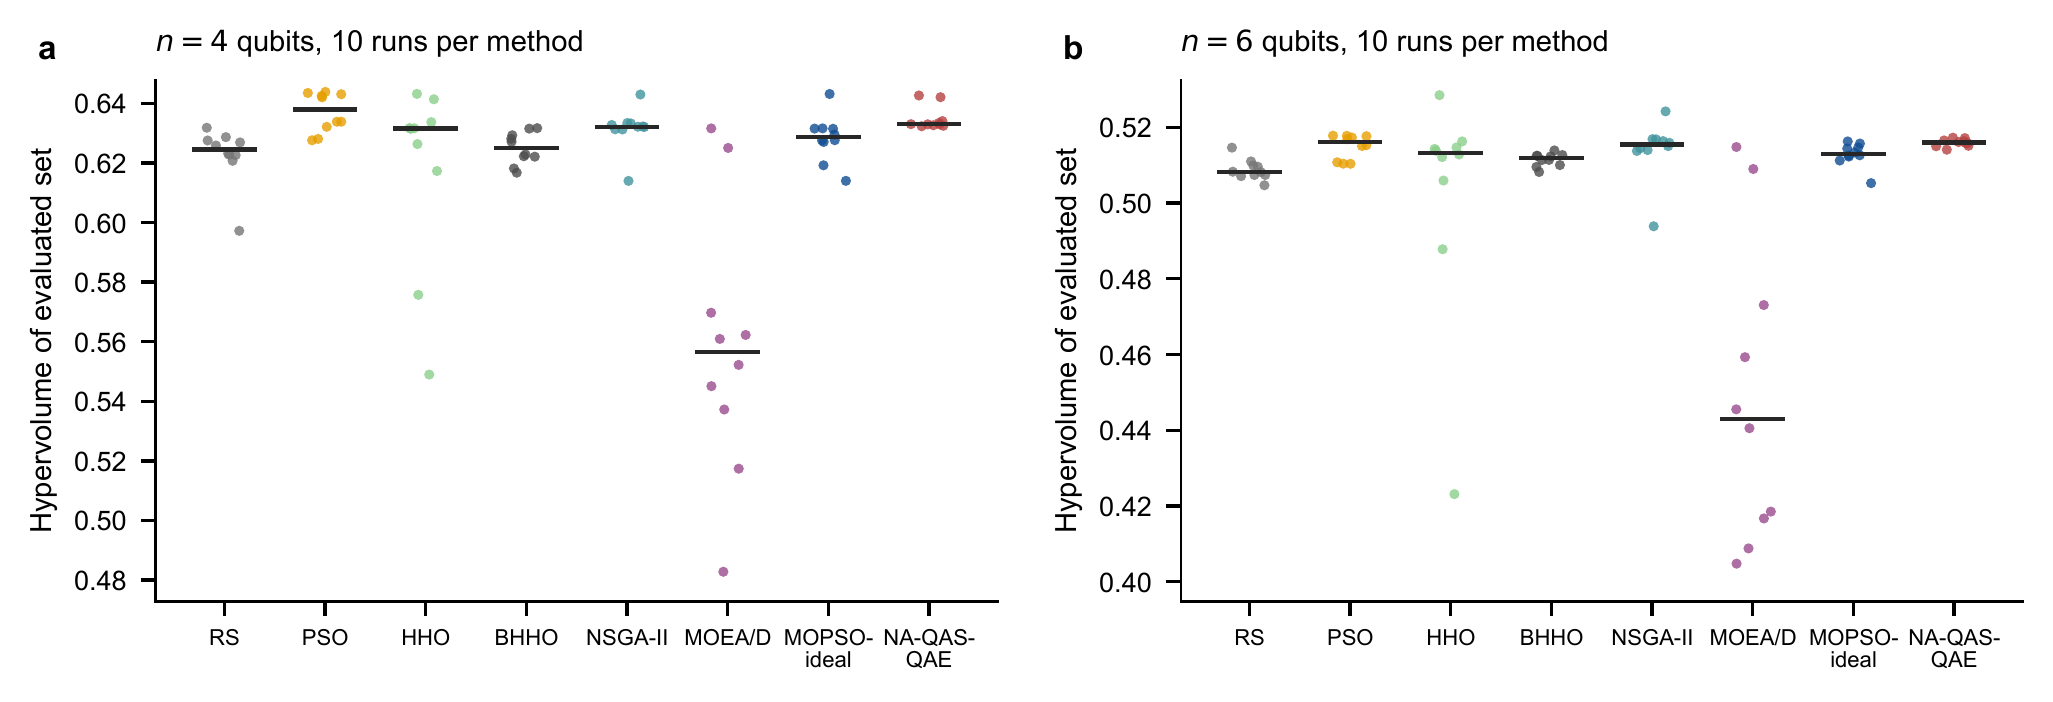 a
n = 4 qubits, 10 runs per method
Hypervolume of evaluated set
0.64
0.62
0.60
0.58
0.56
0.54
0.52
0.50
0.48
RS
PSO
HHO
BHHO
NSGA-II
MOEA/D
MOPSO-
ideal
NA-QAS-
QAE
b
n = 6 qubits, 10 runs per method
Hypervolume of evaluated set
0.52
0.50
0.48
0.46
0.44
0.42
0.40
RS
PSO
HHO
BHHO
NSGA-II
MOEA/D
MOPSO-
ideal
NA-QAS-
QAE